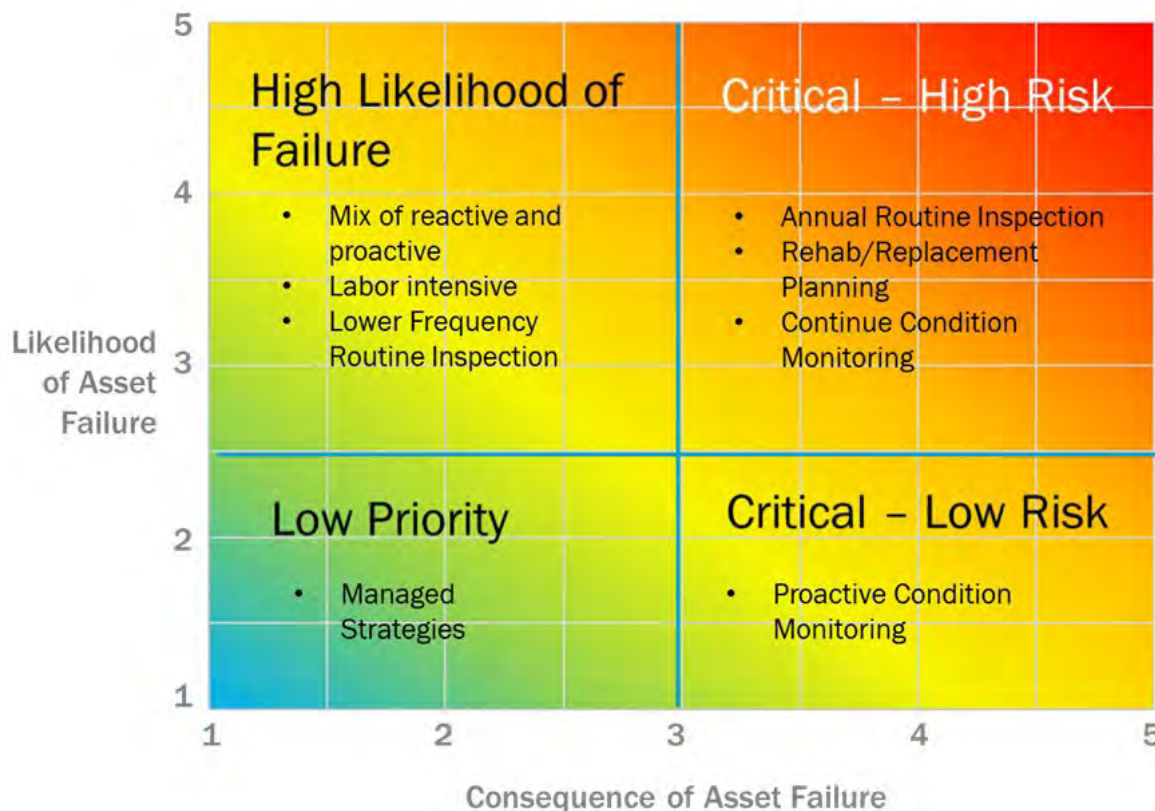 5
High Likelihood of
Failure
Critical – High Risk
4
• Mix of reactive and
proactive
• Labor intensive
• Lower Frequency
Routine Inspection
• Annual Routine Inspection
• Rehab/Replacement
Planning
• Continue Condition
Monitoring
Likelihood
of Asset
Failure
3
Low Priority
Critical – Low Risk
2
• Managed
Strategies
• Proactive Condition
Monitoring
1
1 2 3 4 5
Consequence of Asset Failure